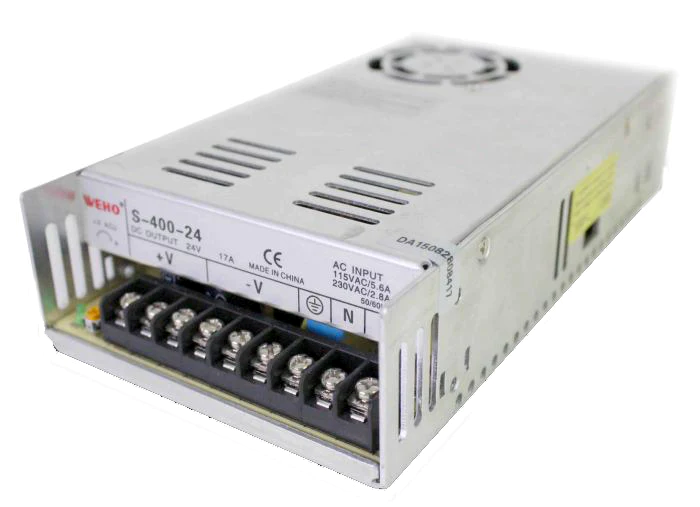 WEHO
S-400-24
DC OUTPUT 24V 17A
+V
-V
CE
MADE IN CHINA
AC INPUT
115VAC/5.6A
230VAC/2.8A
N